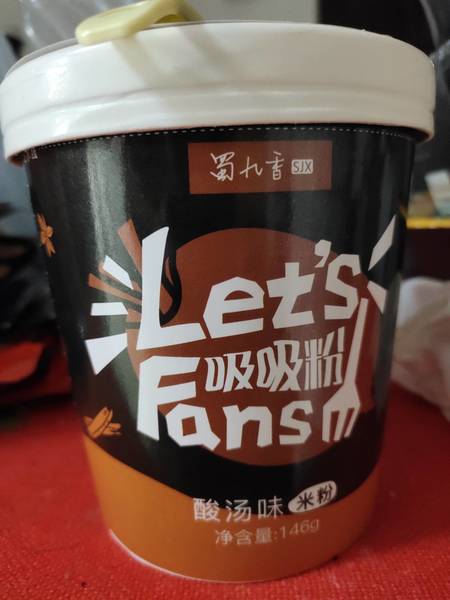 蜀九香 SJX
Let's
吸吸粉
Fans
酸汤味 米粉
净含量:146g